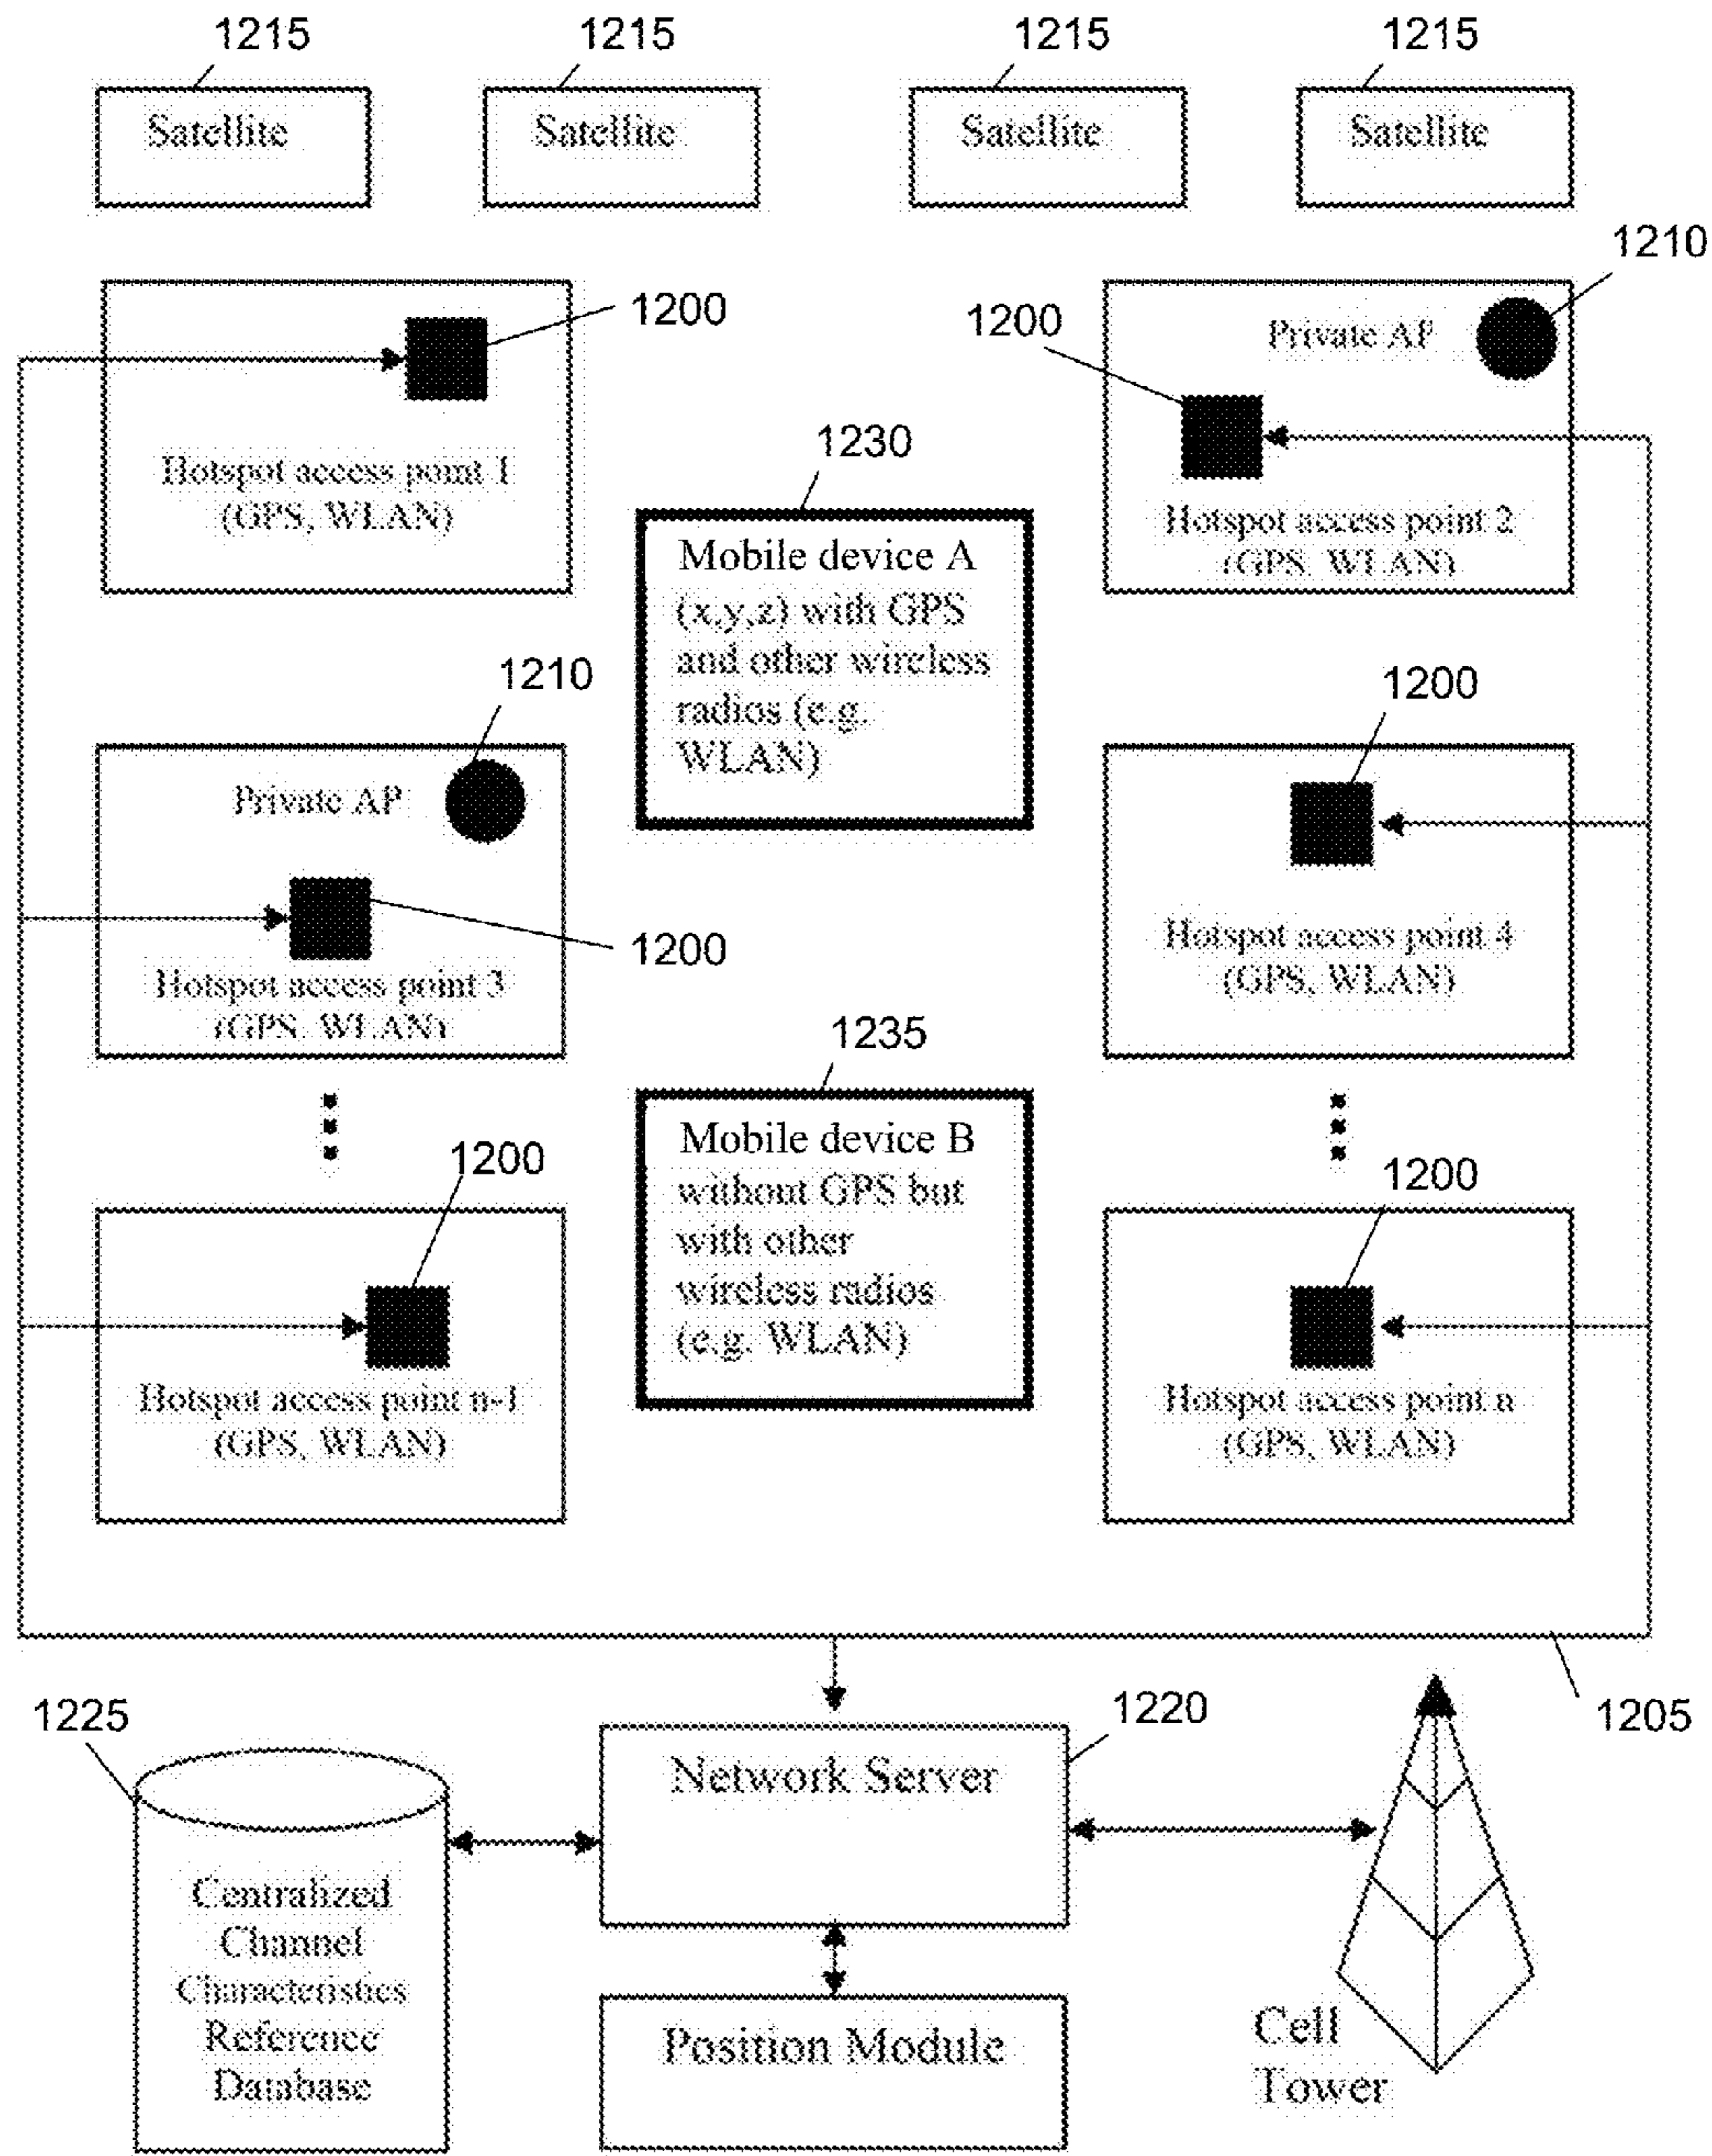 1215
1215
1215
1215
Satellite
Satellite
Satellite
Satellite
1210
1200
1200
Private AP
Hotspot access point 1
(GPS, WLAN)
1230
Hotspot access point 2
(GPS, WLAN)
Mobile device A
(x,y,z) with GPS
and other wireless
radios (e.g.
WLAN)
1210
1200
Private AP
1200
Hotspot access point 3
(GPS, WLAN)
Hotspot access point 4
(GPS, WLAN)
1235
Mobile device B
without GPS but
with other
wireless radios
(e.g. WLAN)
1200
1200
Hotspot access point n-1
(GPS, WLAN)
Hotspot access point n
(GPS, WLAN)
1225
1220
1205
Network Server
Centralized
Channel
Characteristics
Reference
Database
Position Module
Cell
Tower